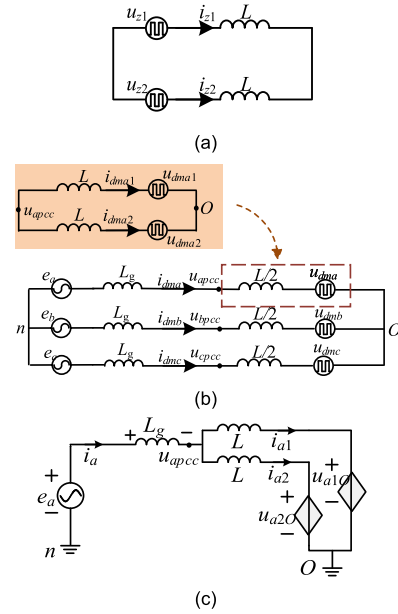 u_{z1} i_{z1} L
u_{z2} i_{z2} L
(a)
L i_{dma1} u_{dma1}
u_{apcc} O
L i_{dma2} u_{dma2}
e_a L_g i_{dma} u_{apcc} L/2 u_{dma}
n e_b L_g i_{dmb} u_{bpcc} L/2 u_{dmb} O
e_c L_g i_{dmc} u_{cpcc} L/2 u_{dmc}
(b)
i_a + L_g − L i_{a1}
u_{apcc} L i_{a2}
+ e_a − + u_{a2O} − + u_{a1O} −
n O
(c)